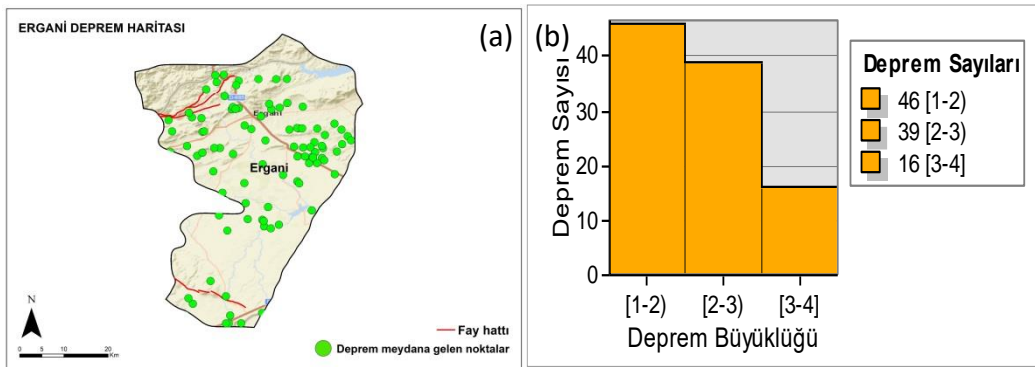 ERGANİ DEPREM HARİTASI
(a)
Ergani
Ergani
N
0 5 10 20
Km
Fay hattı
Deprem meydana gelen noktalar
(b)
Deprem Sayısı
40
30
20
10
0
[1-2)
[2-3)
[3-4]
Deprem Büyüklüğü
Deprem Sayıları
46 [1-2)
39 [2-3)
16 [3-4]